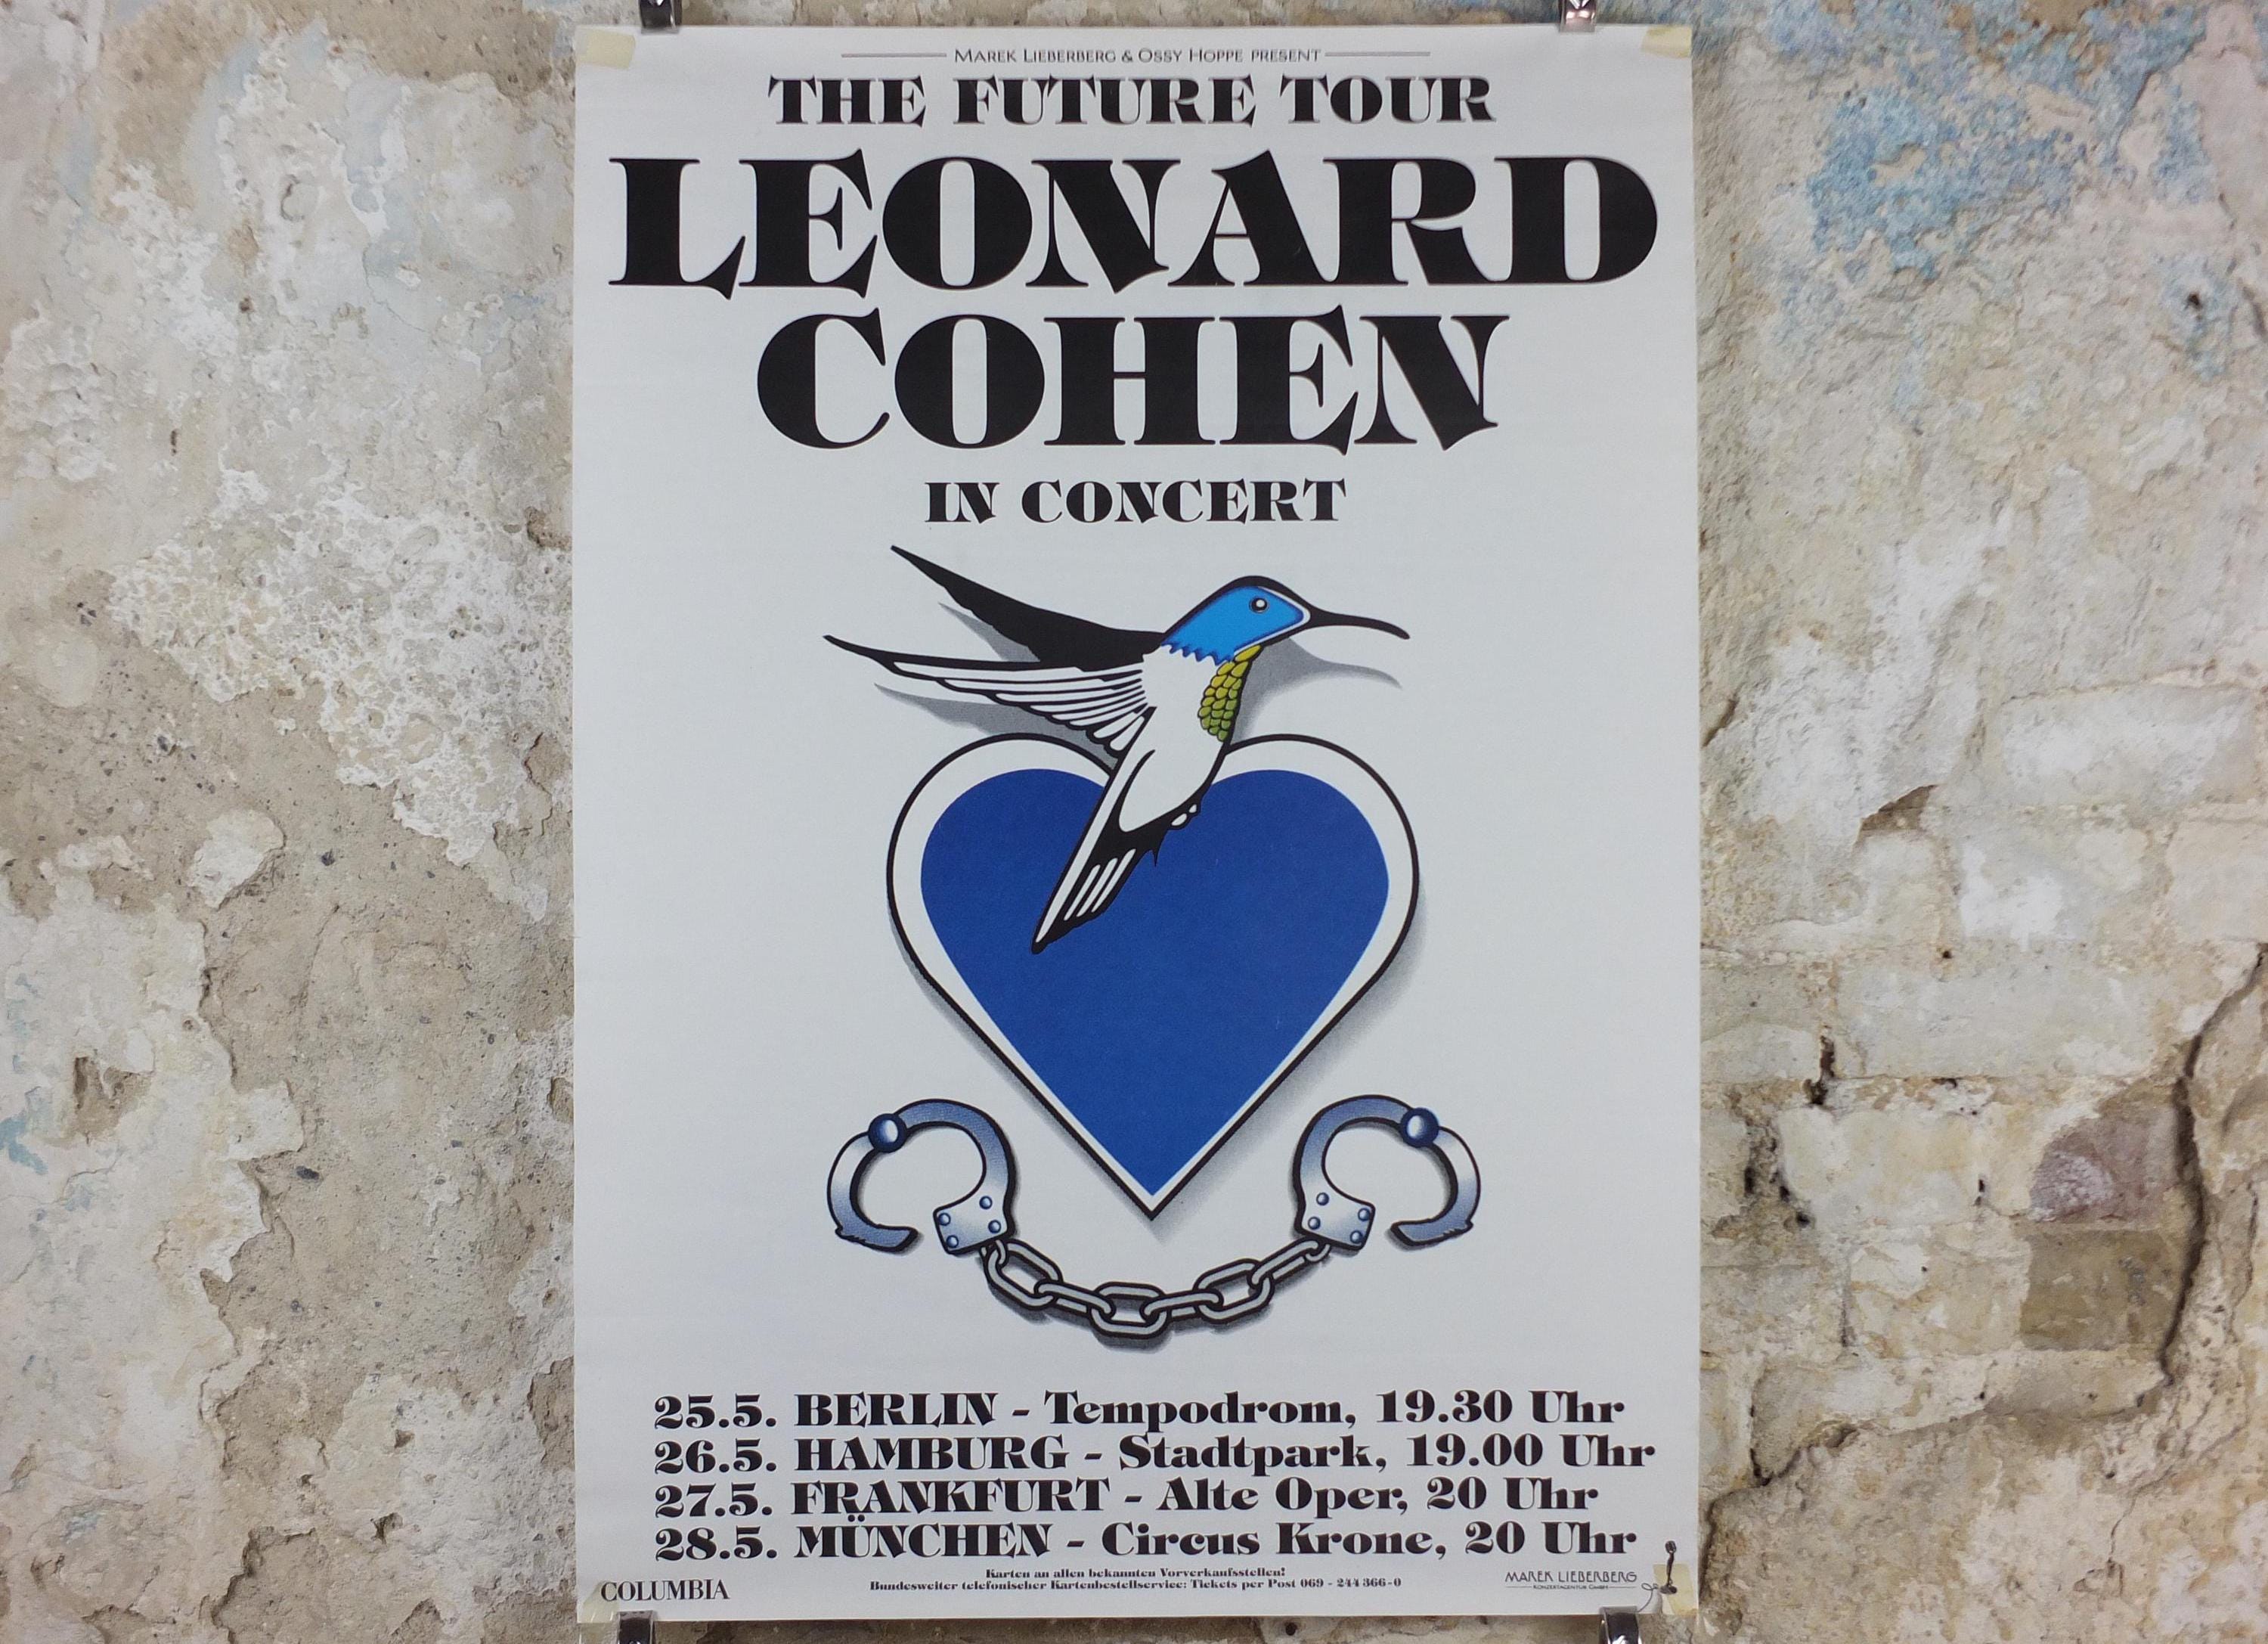 MAREK LIEBERBERG & OSSY HOPPE PRESENT
THE FUTURE TOUR
LEONARD
COHEN
IN CONCERT
25.5. BERLIN - Tempodrom, 19.30 Uhr
26.5. HAMBURG - Stadtpark, 19.00 Uhr
27.5. FRANKFURT - Alte Oper, 20 Uhr
28.5. MÜNCHEN - Circus Krone, 20 Uhr
Karten an allen bekannten Vorverkaufsstellen!
Bundesweiter telefonischer Kartenbestellservice: Tickets per Post 069 - 244 366-0
COLUMBIA
MAREK LIEBERBERG
KONZERTAGENTUR GMBH